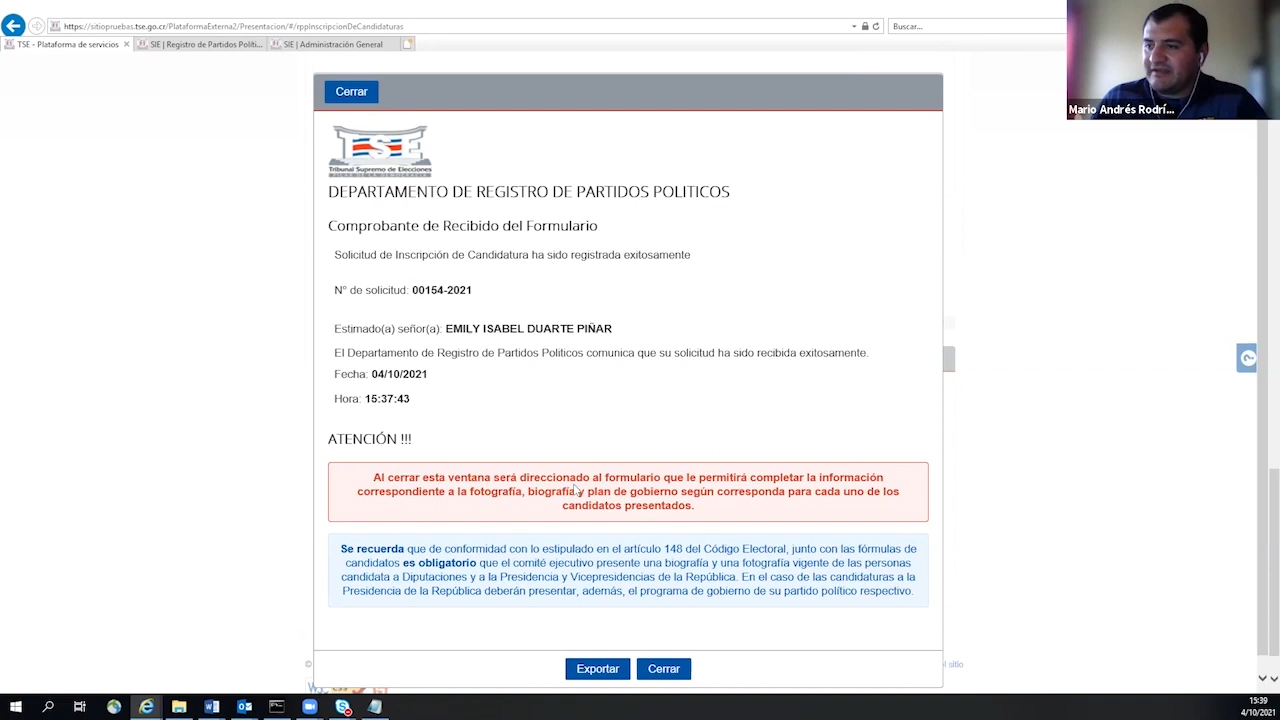 https://sitiopruebas.tse.go.cr/PlataformaExterna2/Presentacion/#/rppInscripcionDeCandidaturas
Buscar...
TSE - Plataforma de servicios
SIE | Registro de Partidos Políti...
SIE | Administración General
Mario Andrés Rodrí...
Cerrar
TSE
Tribunal Supremo de Elecciones
DEPARTAMENTO DE REGISTRO DE PARTIDOS POLITICOS
Comprobante de Recibido del Formulario
Solicitud de Inscripción de Candidatura ha sido registrada exitosamente
N° de solicitud: 00154-2021
Estimado(a) señor(a): EMILY ISABEL DUARTE PIÑAR
El Departamento de Registro de Partidos Politicos comunica que su solicitud ha sido recibida exitosamente.
Fecha: 04/10/2021
Hora: 15:37:43
ATENCIÓN !!!
Al cerrar esta ventana será direccionado al formulario que le permitirá completar la información
correspondiente a la fotografía, biografía y plan de gobierno según corresponda para cada uno de los
candidatos presentados.
Se recuerda que de conformidad con lo estipulado en el artículo 148 del Código Electoral, junto con las fórmulas de
candidatos es obligatorio que el comité ejecutivo presente una biografía y una fotografía vigente de las personas
candidata a Diputaciones y a la Presidencia y Vicepresidencias de la República. En el caso de las candidaturas a la
Presidencia de la República deberán presentar, además, el programa de gobierno de su partido político respectivo.
Exportar
Cerrar
©
sitio
15:39
4/10/2021